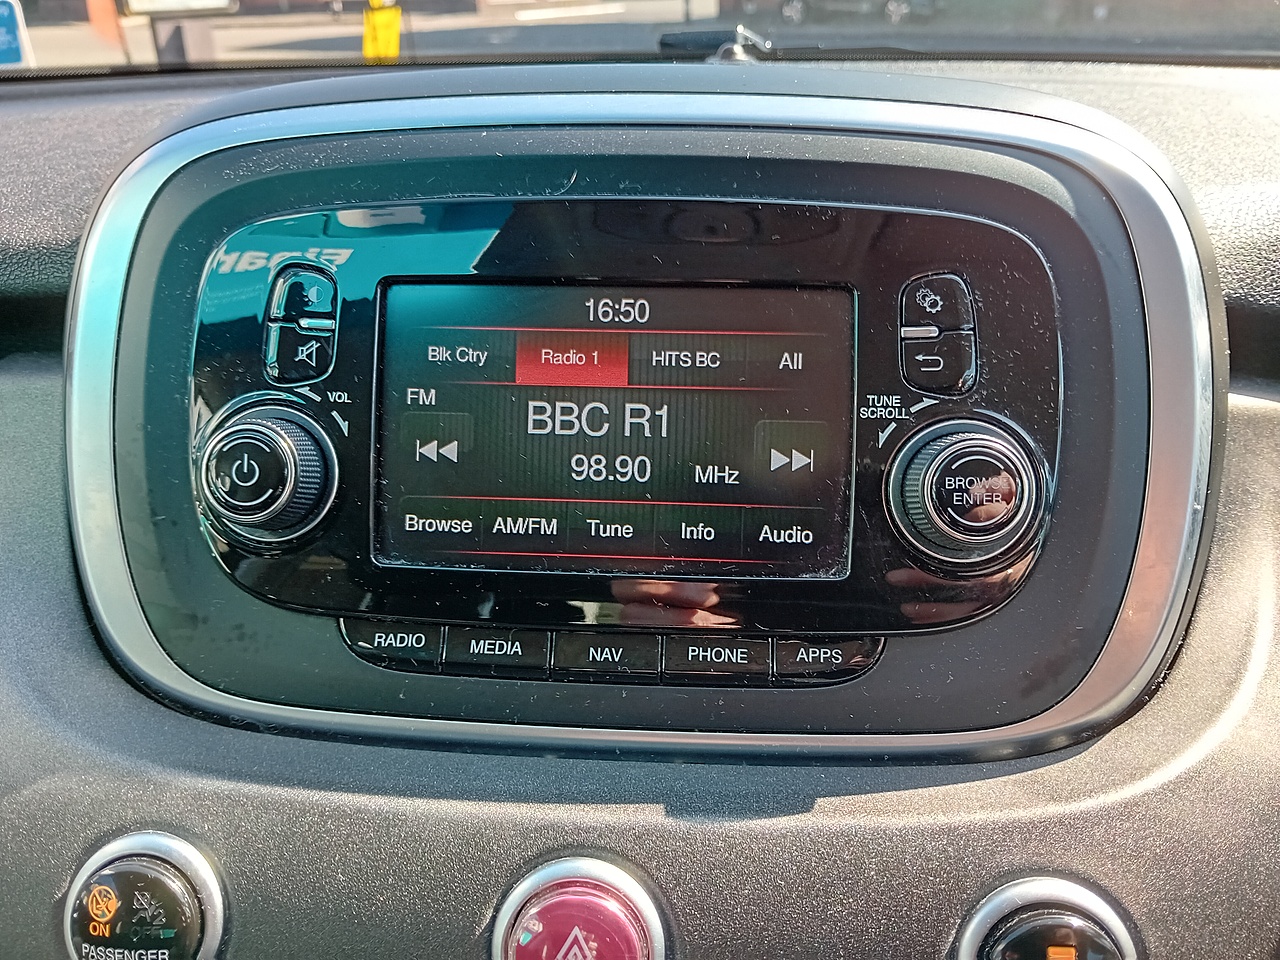 16:50
Blk Ctry Radio 1 HITS BC All
FM
BBC R1
98.90 MHz
Browse AM/FM Tune Info Audio
VOL
TUNE
SCROLL
BROWSE
ENTER
RADIO MEDIA NAV PHONE APPS
ON OFF
PASSENGER